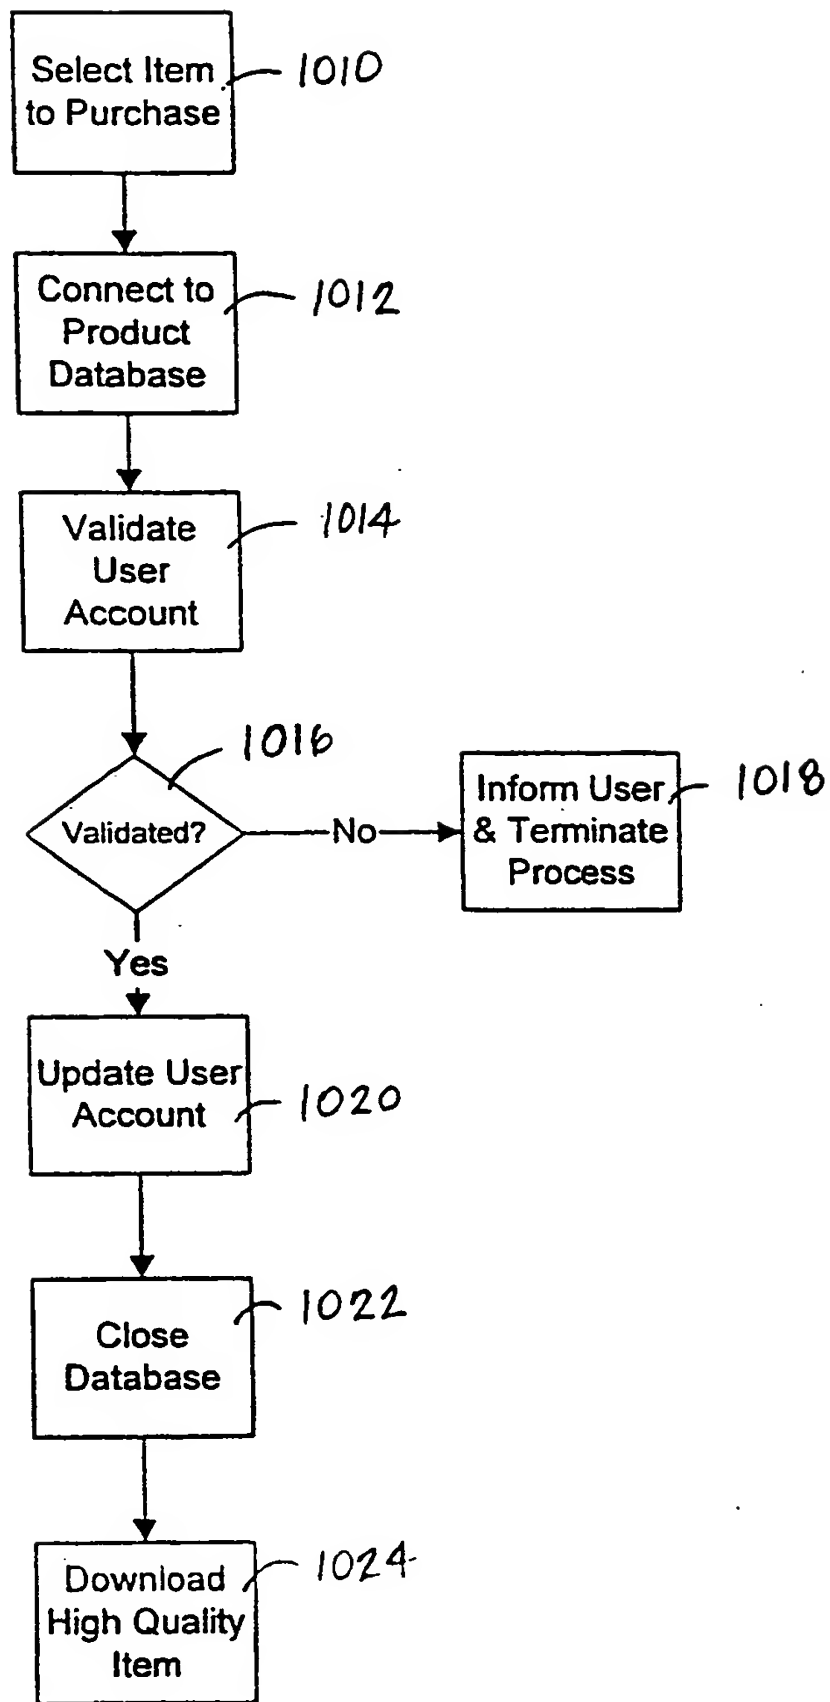 Select Item
to Purchase
1010
Connect to
Product
Database
1012
Validate
User
Account
1014
Validated?
1016
No
Inform User
& Terminate
Process
1018
Yes
Update User
Account
1020
Close
Database
1022
Download
High Quality
Item
1024